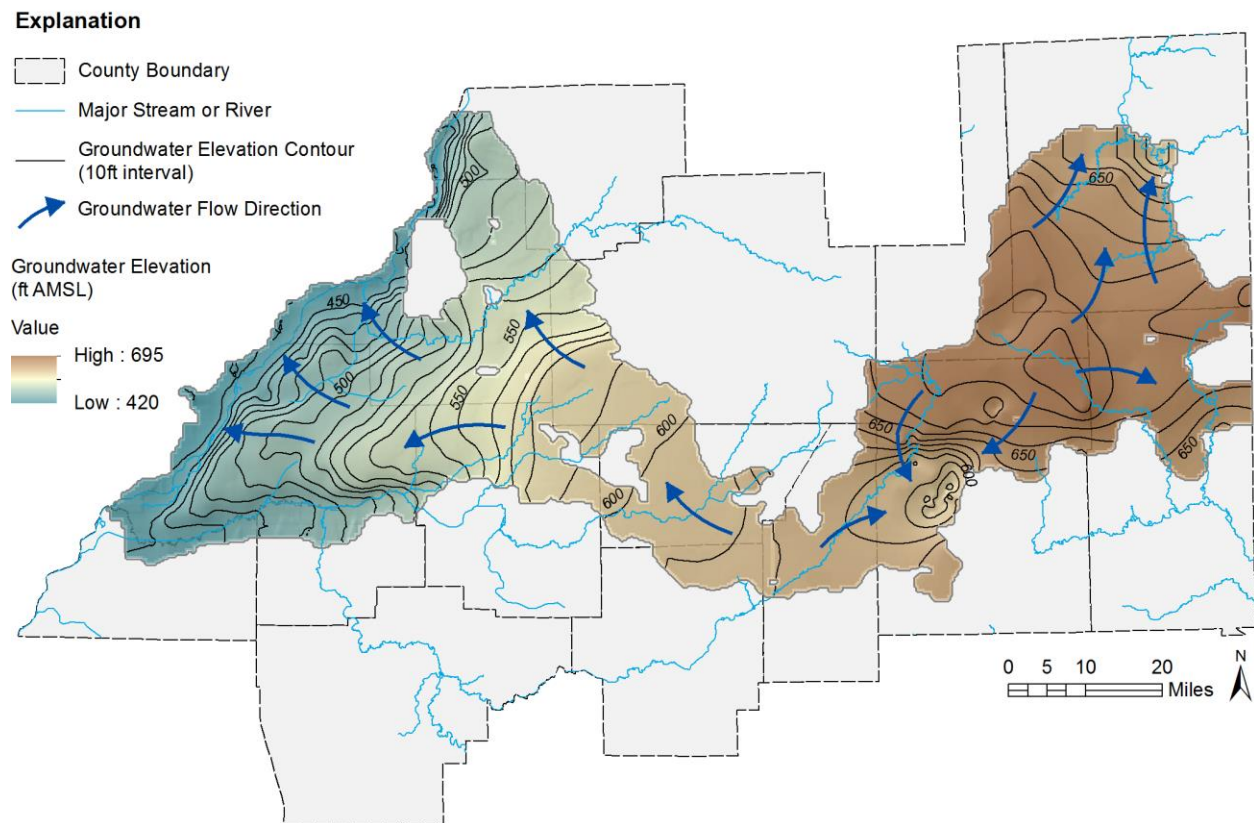 Explanation
County Boundary
Major Stream or River
Groundwater Elevation Contour
(10ft interval)
Groundwater Flow Direction
Groundwater Elevation
(ft AMSL)
Value
High : 695
Low : 420
500
650
450
550
500
550
600
650
650
650
600
600
N
0 5 10 20
Miles